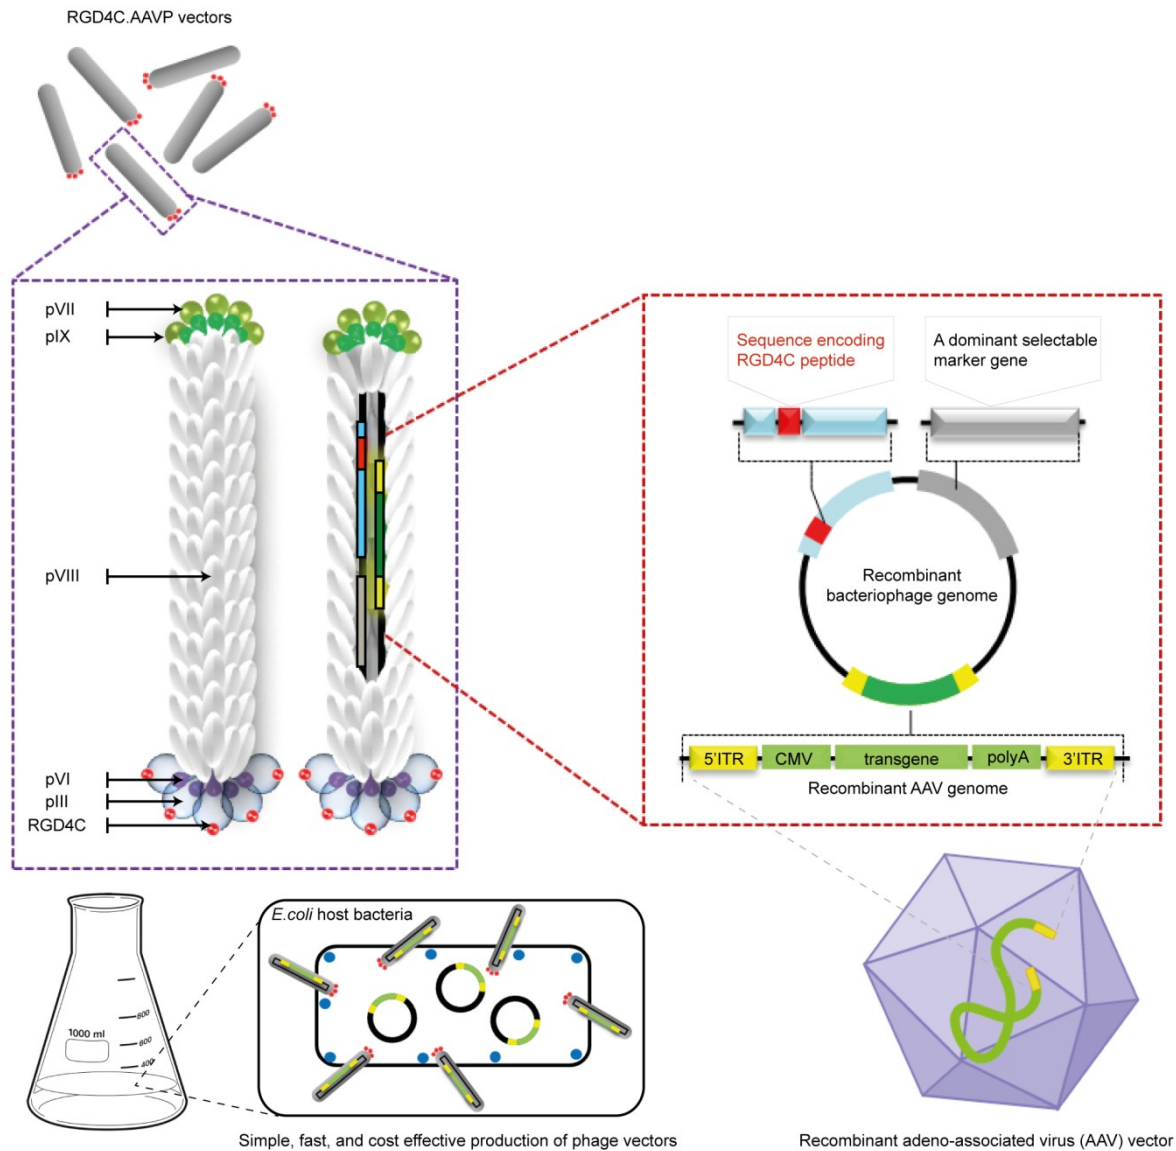 RGD4C.AAVP vectors
pVII
pIX
pVIII
pVI
pIII
RGD4C
Sequence encoding
RGD4C peptide
A dominant selectable
marker gene
Recombinant
bacteriophage genome
5'ITR
CMV
transgene
polyA
3'ITR
Recombinant AAV genome
1000 ml
800
600
400
E.coli host bacteria
Simple, fast, and cost effective production of phage vectors
Recombinant adeno-associated virus (AAV) vector